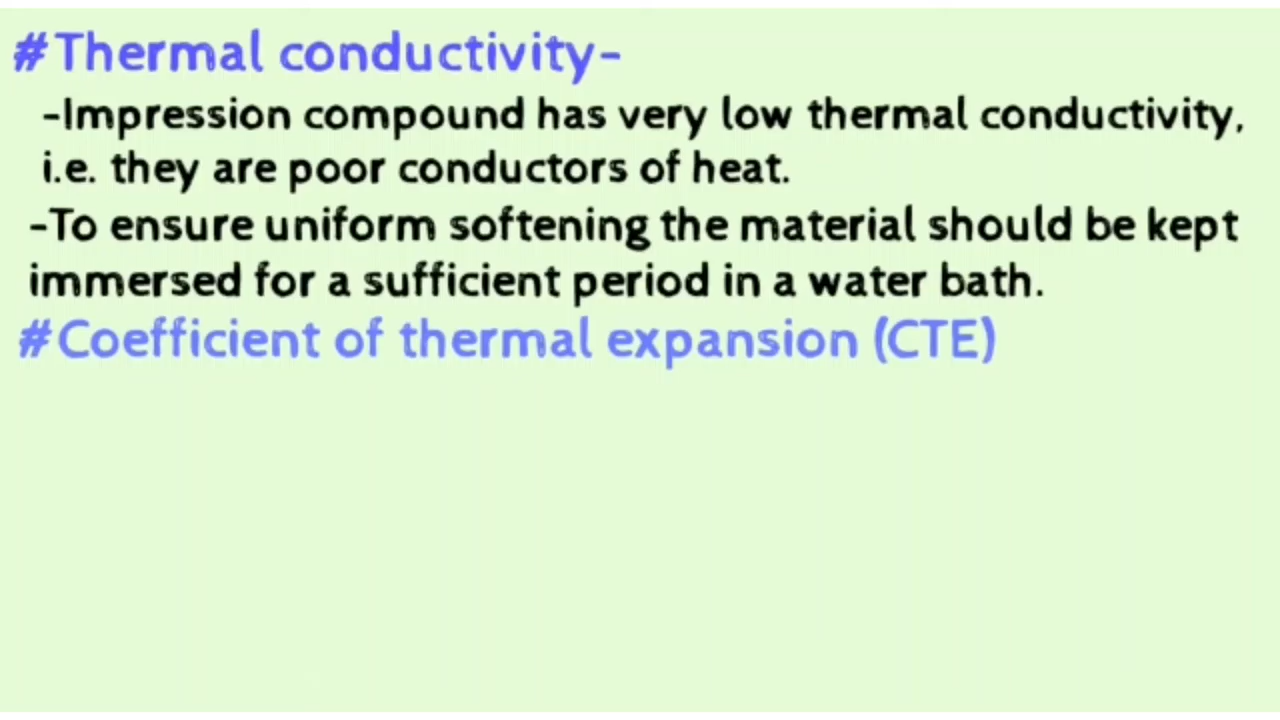 #Thermal conductivity-
-Impression compound has very low thermal conductivity,
i.e. they are poor conductors of heat.
-To ensure uniform softening the material should be kept
immersed for a sufficient period in a water bath.
#Coefficient of thermal expansion (CTE)